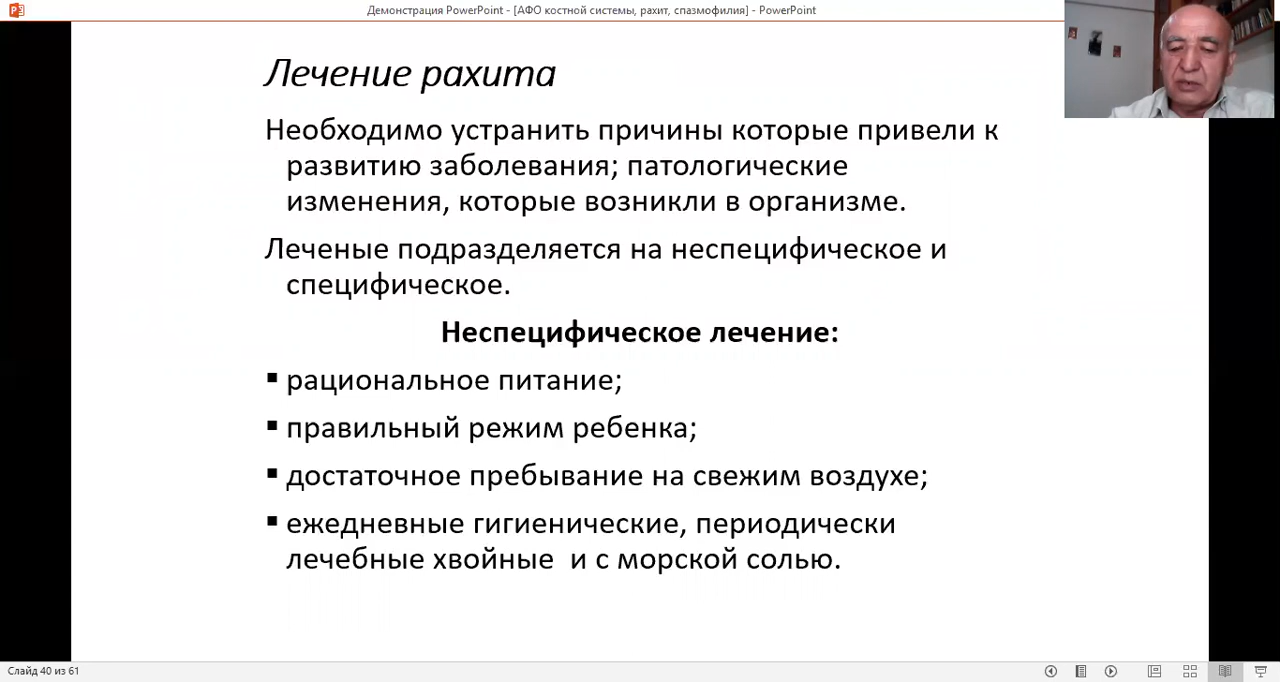 Демонстрация PowerPoint - [АФО костной системы, рахит, спазмофилия] - PowerPoint
Лечение рахита
Необходимо устранить причины которые привели к
развитию заболевания; патологические
изменения, которые возникли в организме.
Леченые подразделяется на неспецифическое и
специфическое.
Неспецифическое лечение:
▪ рациональное питание;
▪ правильный режим ребенка;
▪ достаточное пребывание на свежим воздухе;
▪ ежедневные гигиенические, периодически
лечебные хвойные и с морской солью.
Слайд 40 из 61